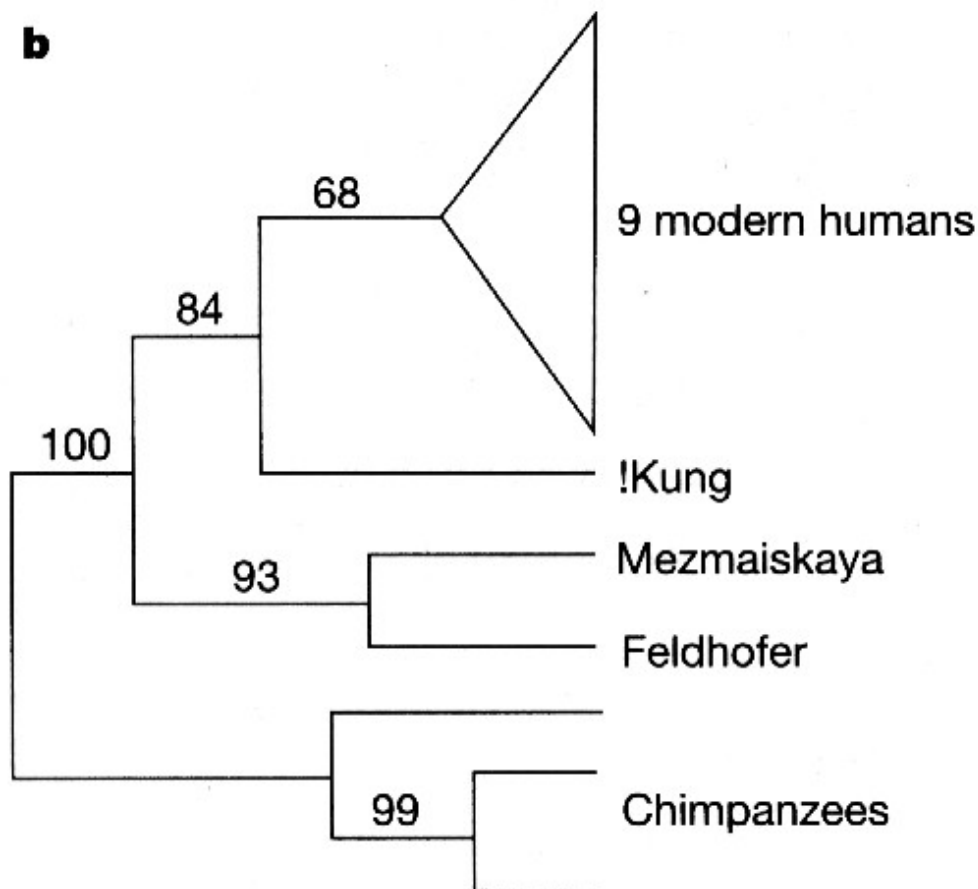 b
68
9 modern humans
84
100
!Kung
Mezmaiskaya
93
Feldhofer
99
Chimpanzees